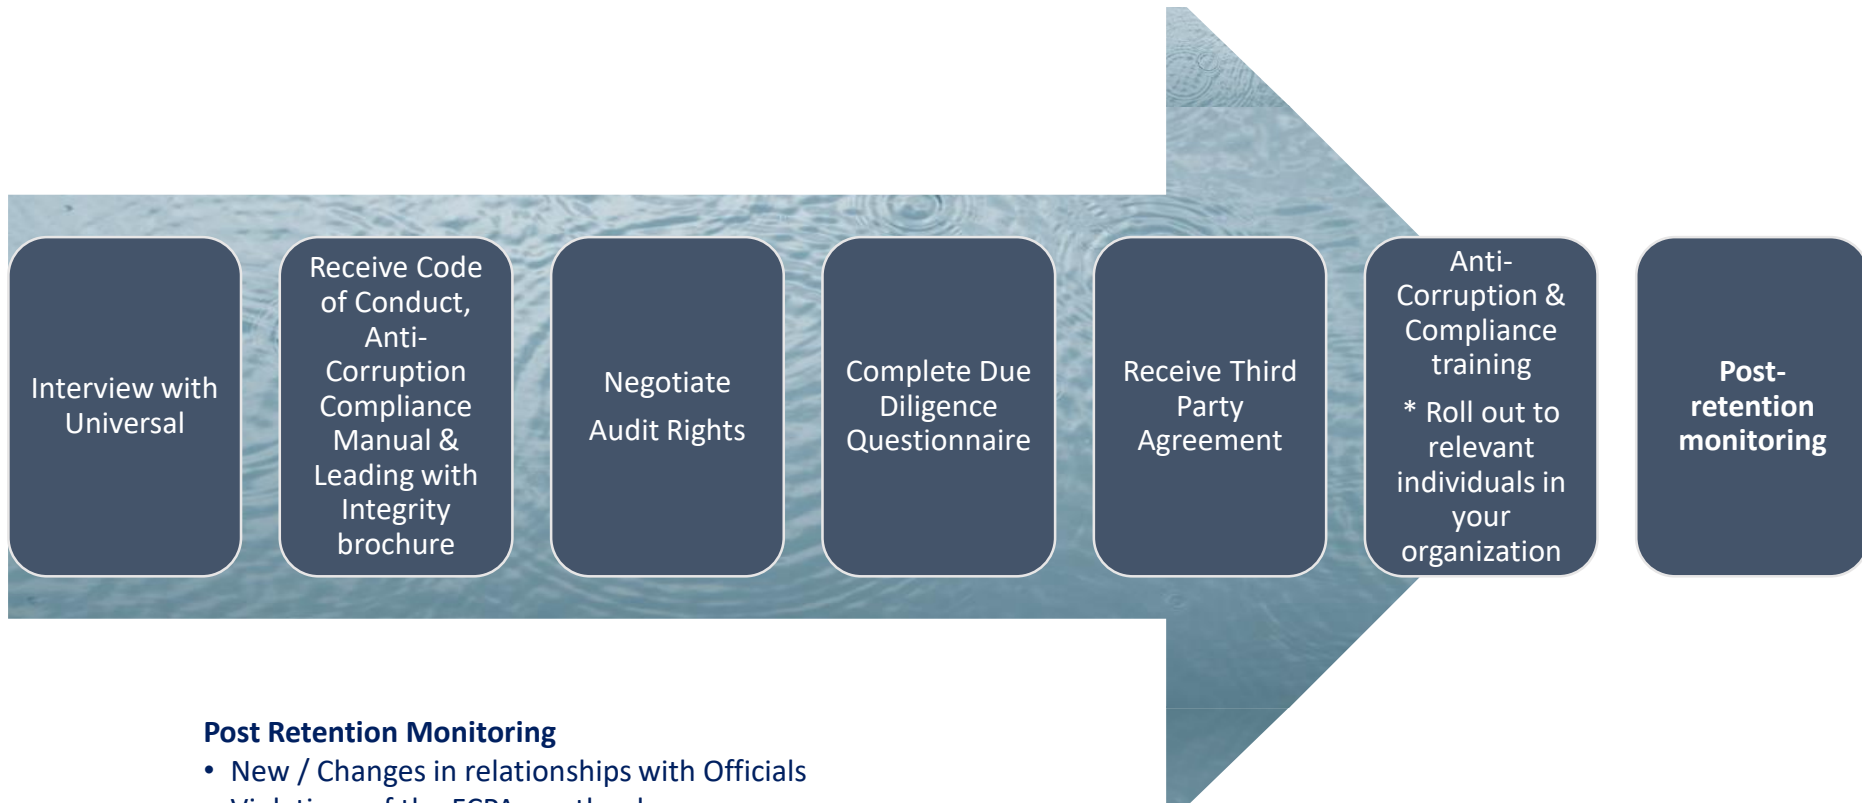 Interview with
Universal
Receive Code
of Conduct,
Anti-
Corruption
Compliance
Manual &
Leading with
Integrity
brochure
Negotiate
Audit Rights
Complete Due
Diligence
Questionnaire
Receive Third
Party
Agreement
Anti-
Corruption &
Compliance
training
* Roll out to
relevant
individuals in
your
organization
Post-
retention
monitoring
Post Retention Monitoring
• New / Changes in relationships with Officials